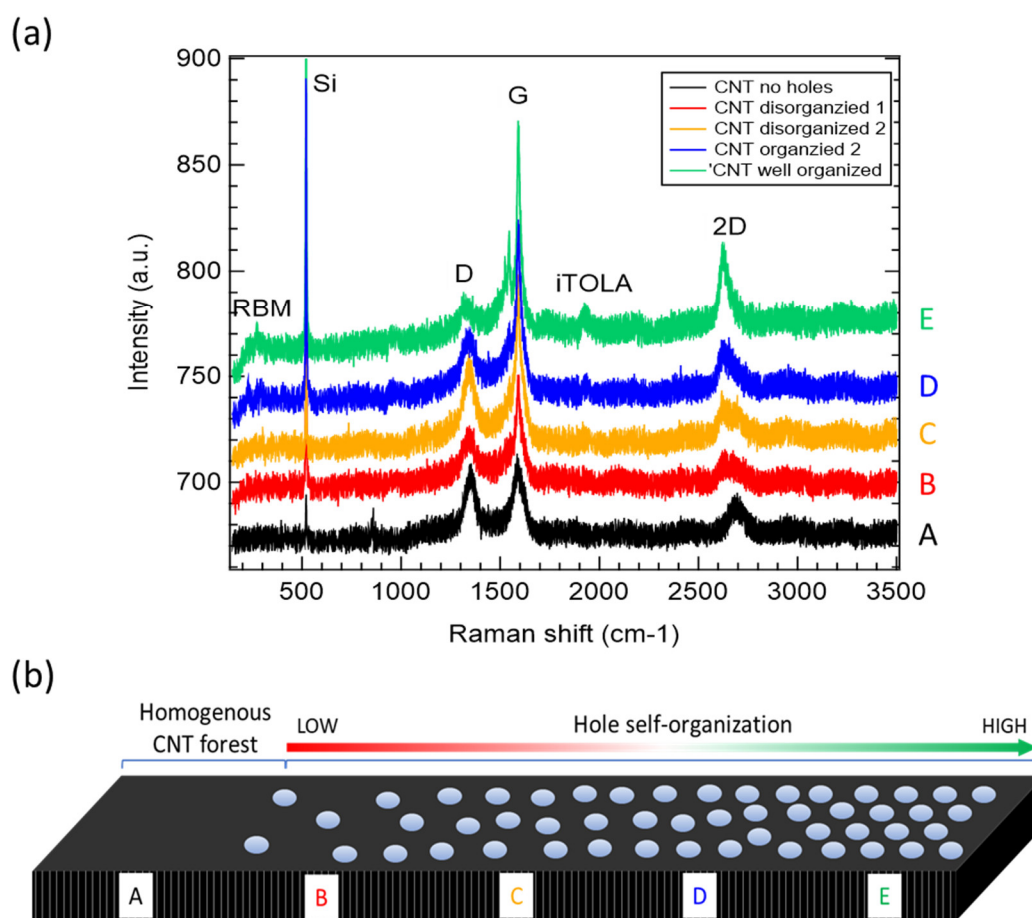 (a)
900
850
800
750
700
Intensity (a.u.)
Si
G
D
2D
iTOLA
RBM
CNT no holes
CNT disorganzied 1
CNT disorganized 2
CNT organzied 2
'CNT well organized
E
D
C
B
A
500
1000
1500
2000
2500
3000
3500
Raman shift (cm-1)
(b)
Homogenous
CNT forest
LOW
Hole self-organization
HIGH
A
B
C
D
E